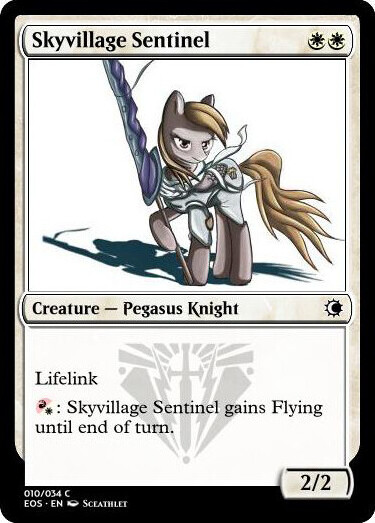 Skyvillage Sentinel
Creature — Pegasus Knight
Lifelink
: Skyvillage Sentinel gains Flying
until end of turn.
2/2
010/034 C
EOS • EN Sceathlet